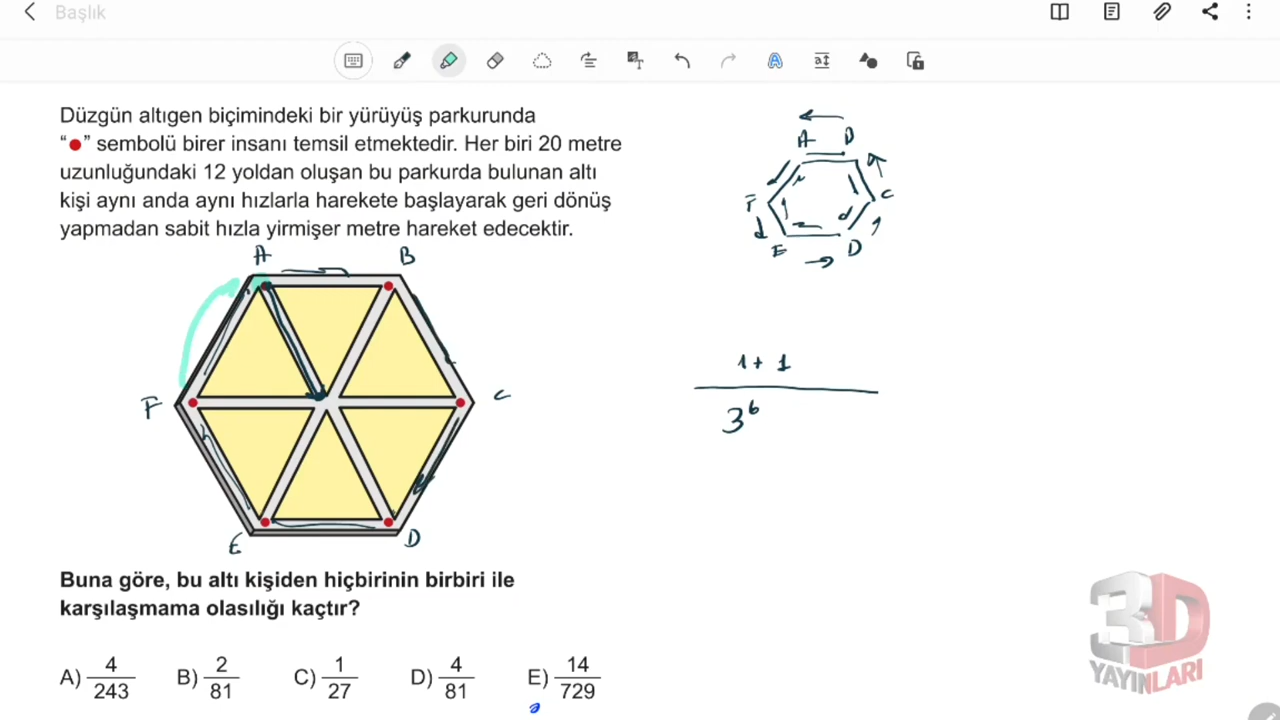 Başlık
Düzgün altıgen biçimindeki bir yürüyüş parkurunda
“●” sembolü birer insanı temsil etmektedir. Her biri 20 metre
uzunluğundaki 12 yoldan oluşan bu parkurda bulunan altı
kişi aynı anda aynı hızlarla harekete başlayarak geri dönüş
yapmadan sabit hızla yirmişer metre hareket edecektir.
A B
F C
E D
A D
F C
E D
1 + 1
3^6
Buna göre, bu altı kişiden hiçbirinin birbiri ile
karşılaşmama olasılığı kaçtır?
A) 4/243 B) 2/81 C) 1/27 D) 4/81 E) 14/729
3D
YAYINLARI